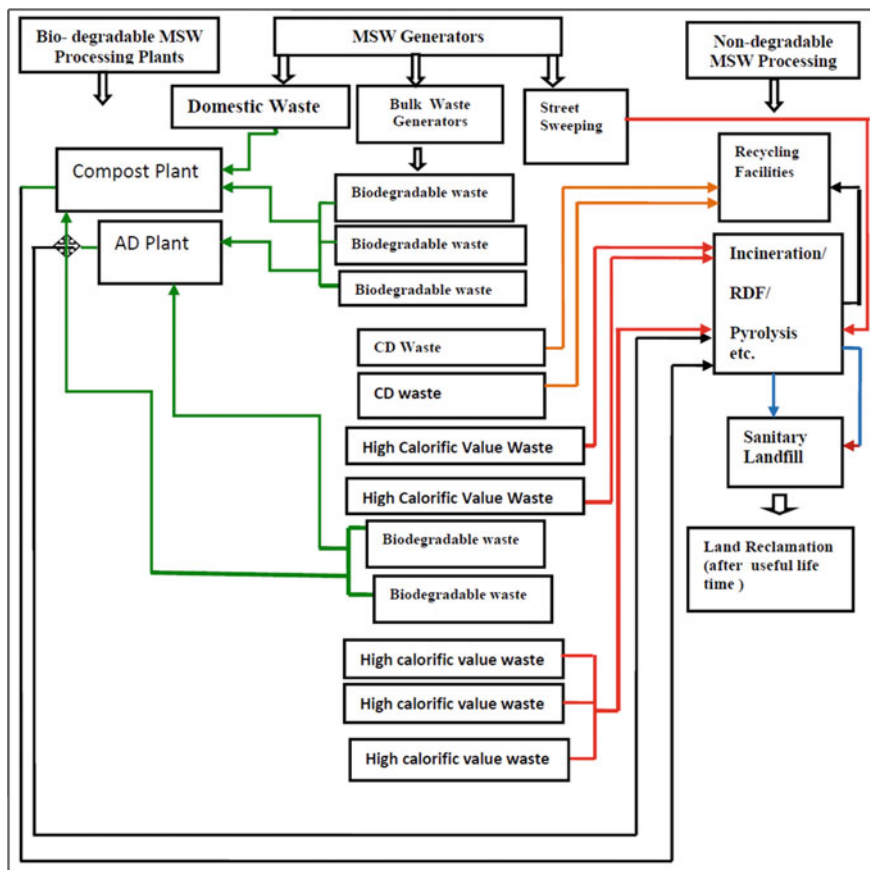 Bio- degradable MSW
Processing Plants
MSW Generators
Non-degradable
MSW Processing
Domestic Waste
Bulk Waste
Generators
Street
Sweeping
Compost Plant
Recycling
Facilities
Biodegradable waste
AD Plant
Biodegradable waste
Biodegradable waste
Incineration/
RDF/
Pyrolysis
etc.
CD Waste
CD waste
High Calorific Value Waste
Sanitary
Landfill
High Calorific Value Waste
Biodegradable waste
Land Reclamation
(after useful life
time )
Biodegradable waste
High calorific value waste
High calorific value waste
High calorific value waste